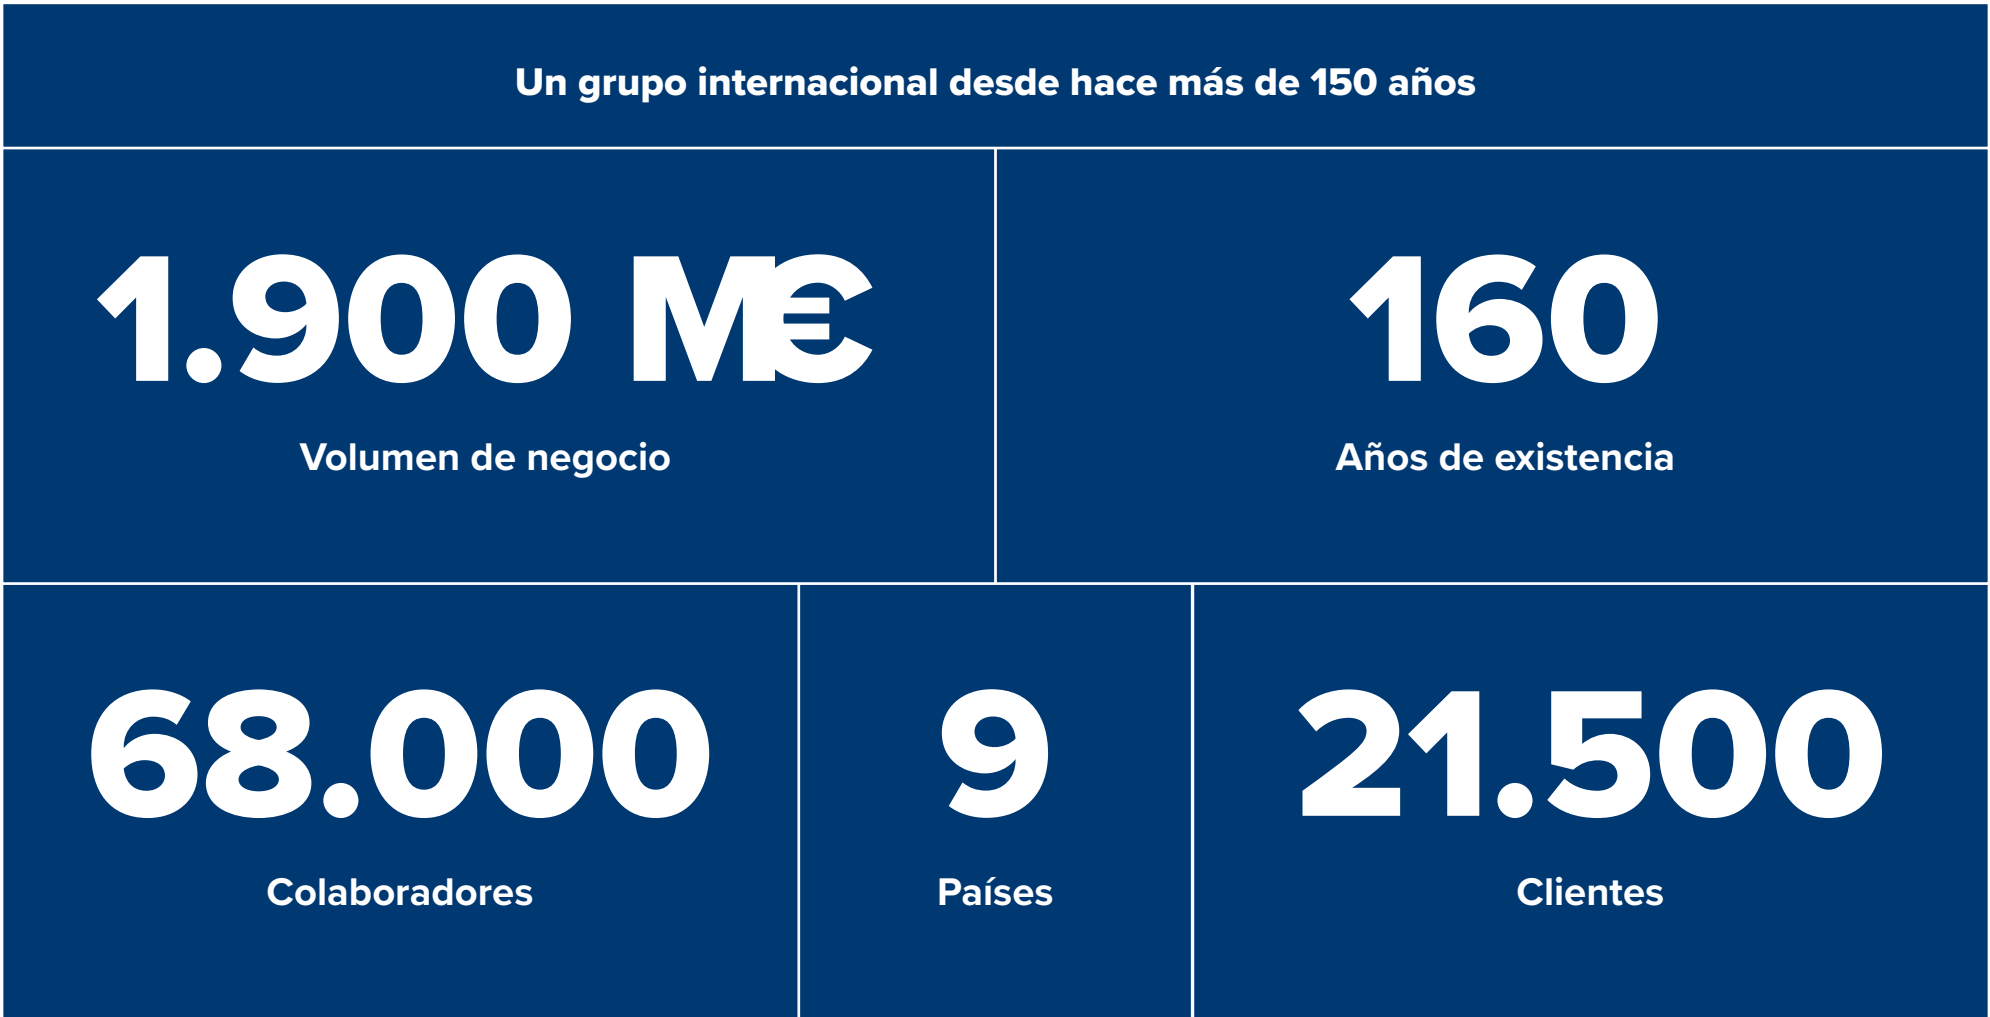 Un grupo internacional desde hace más de 150 años
1.900 M€
Volumen de negocio
160
Años de existencia
68.000
Colaboradores
9
Países
21.500
Clientes